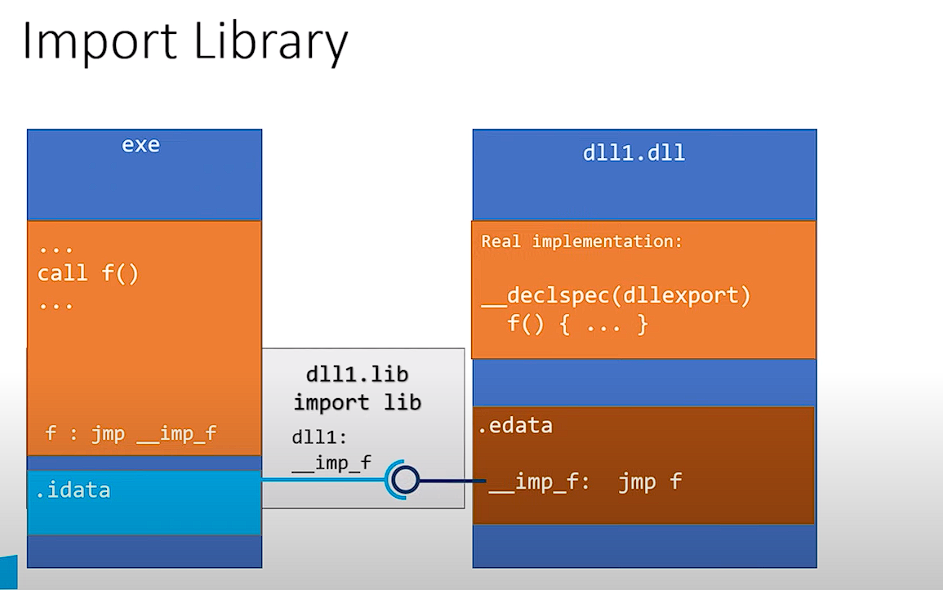 Import Library
exe
...
call f()
...
f : jmp __imp_f
.idata
dll1.lib
import lib
dll1:
__imp_f
dll1.dll
Real implementation:
__declspec(dllexport)
f() { ... }
.edata
__imp_f: jmp f